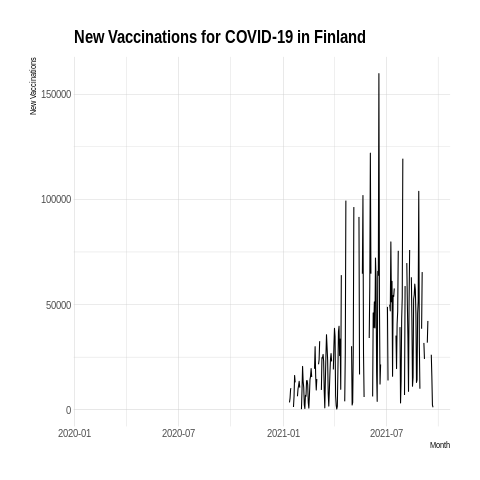 New Vaccinations for COVID-19 in Finland
New Vaccinations
150000
100000
50000
0
2020-01 2020-07 2021-01 2021-07
Month